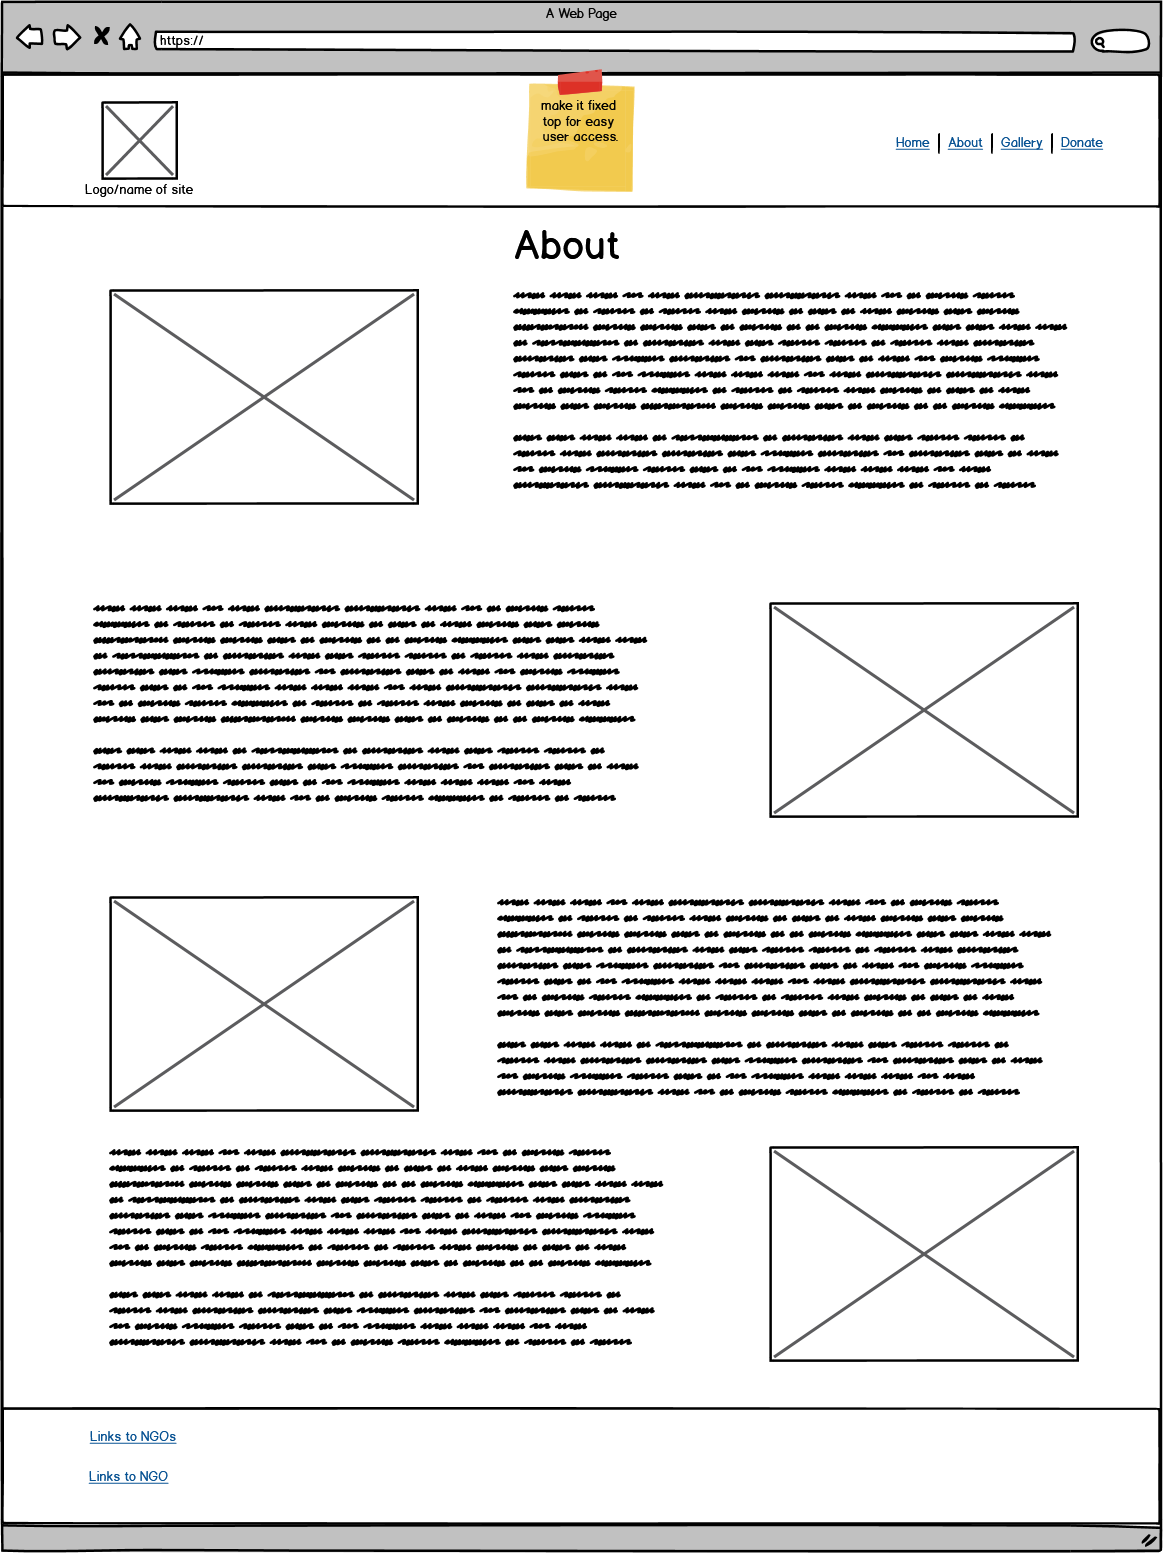 A Web Page
https://
make it fixed
top for easy
user access.
Home | About | Gallery | Donate
Logo/name of site
About
Links to NGOs
Links to NGO